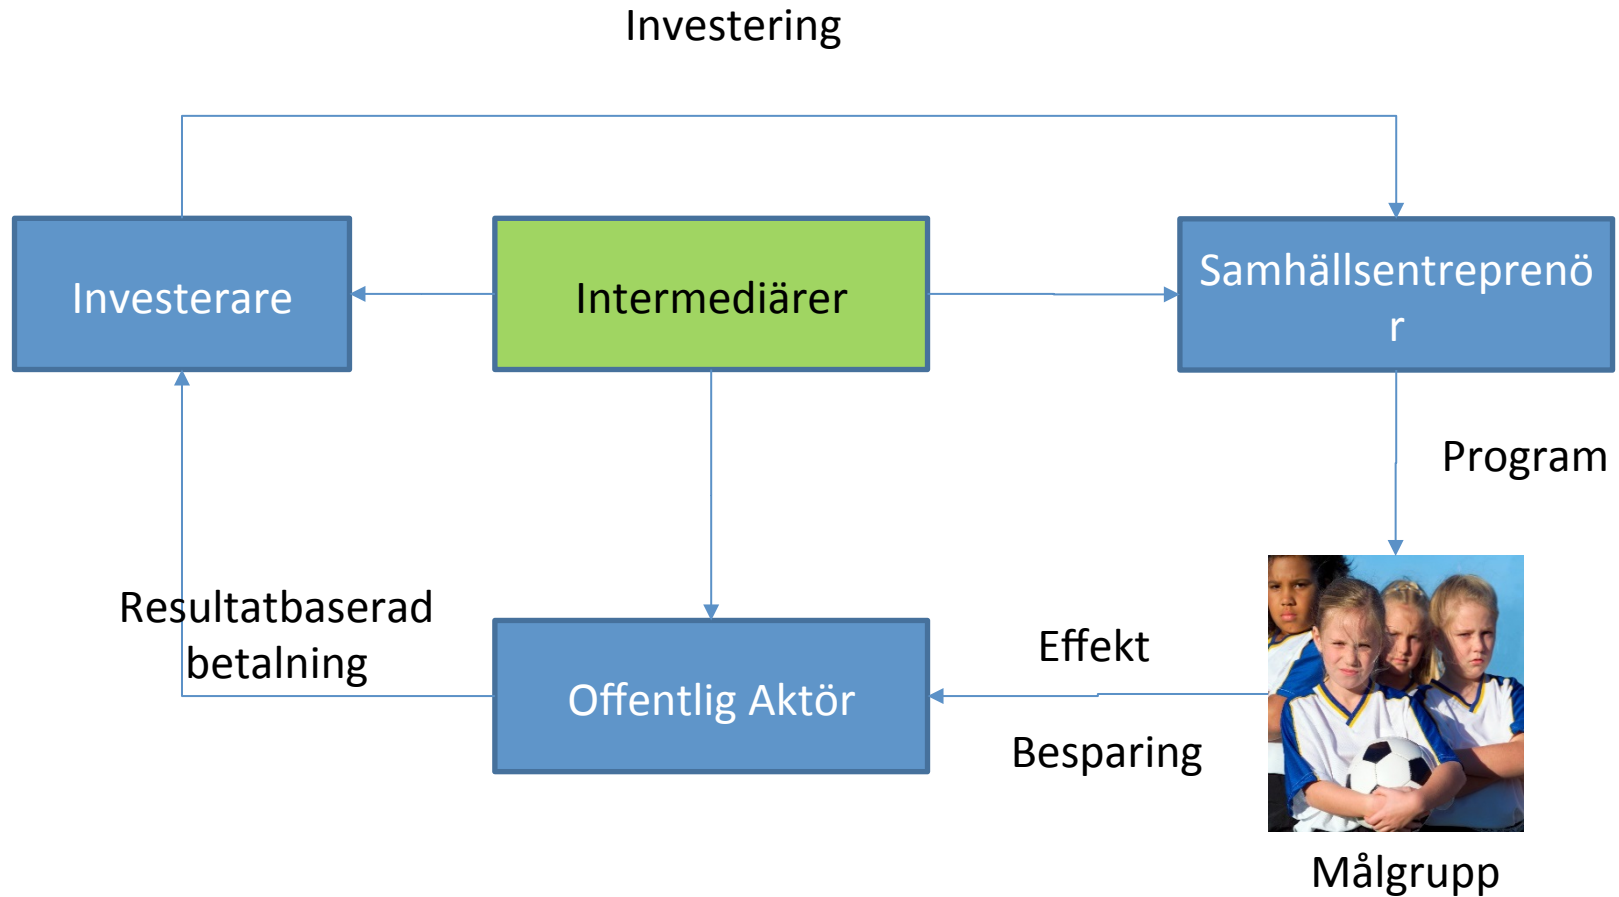 Investering
Investerare
Intermediärer
Samhällsentreprenö
r
Program
Resultatbaserad
betalning
Offentlig Aktör
Effekt
Besparing
Målgrupp